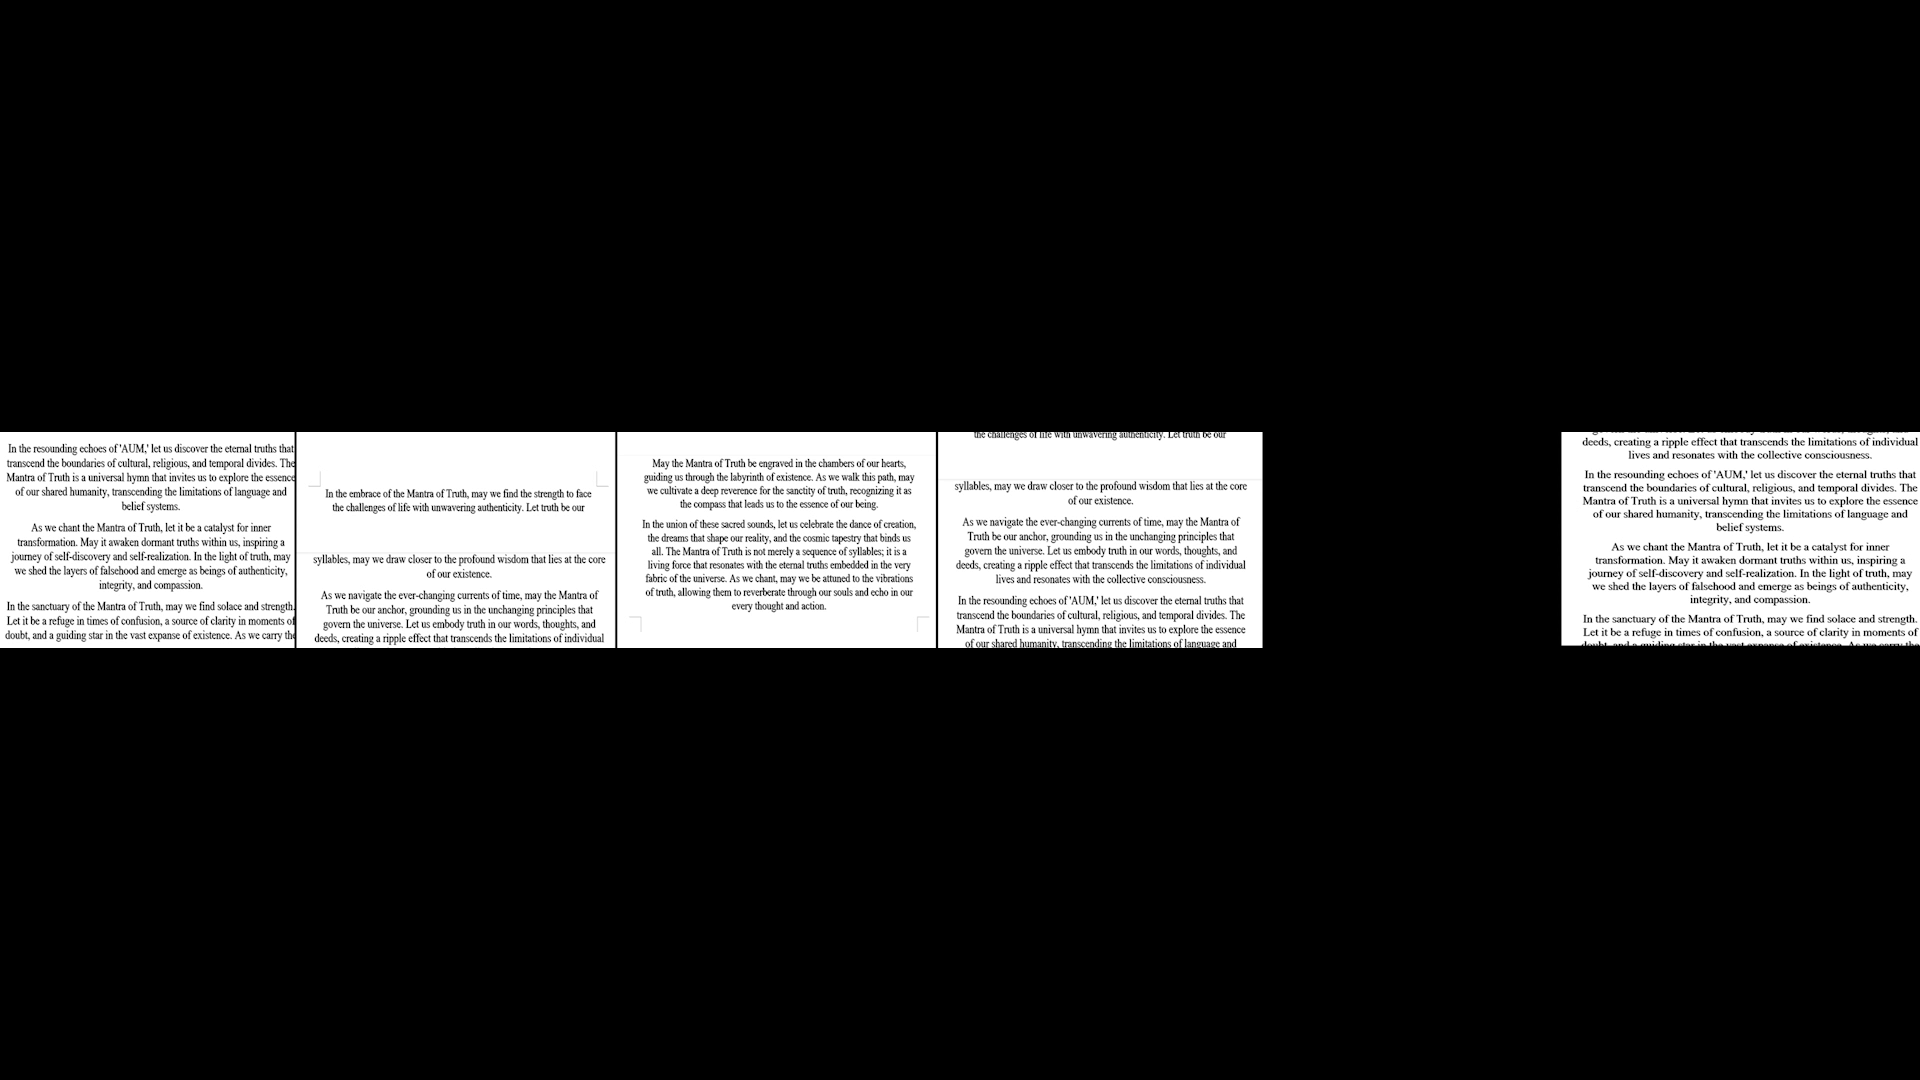 In the resounding echoes of 'AUM,' let us discover the eternal truths that
transcend the boundaries of cultural, religious, and temporal divides. The
Mantra of Truth is a universal hymn that invites us to explore the essence
of our shared humanity, transcending the limitations of language and
belief systems.
As we chant the Mantra of Truth, let it be a catalyst for inner
transformation. May it awaken dormant truths within us, inspiring a
journey of self-discovery and self-realization. In the light of truth, may
we shed the layers of falsehood and emerge as beings of authenticity,
integrity, and compassion.
In the sanctuary of the Mantra of Truth, may we find solace and strength.
Let it be a refuge in times of confusion, a source of clarity in moments of
doubt, and a guiding star in the vast expanse of existence. As we carry the
In the embrace of the Mantra of Truth, may we find the strength to face
the challenges of life with unwavering authenticity. Let truth be our
syllables, may we draw closer to the profound wisdom that lies at the core
of our existence.
As we navigate the ever-changing currents of time, may the Mantra of
Truth be our anchor, grounding us in the unchanging principles that
govern the universe. Let us embody truth in our words, thoughts, and
deeds, creating a ripple effect that transcends the limitations of individual
May the Mantra of Truth be engraved in the chambers of our hearts,
guiding us through the labyrinth of existence. As we walk this path, may
we cultivate a deep reverence for the sanctity of truth, recognizing it as
the compass that leads us to the essence of our being.
In the union of these sacred sounds, let us celebrate the dance of creation,
the dreams that shape our reality, and the cosmic tapestry that binds us
all. The Mantra of Truth is not merely a sequence of syllables; it is a
living force that resonates with the eternal truths embedded in the very
fabric of the universe. As we chant, may we be attuned to the vibrations
of truth, allowing them to reverberate through our souls and echo in our
every thought and action.
the challenges of life with unwavering authenticity. Let truth be our
syllables, may we draw closer to the profound wisdom that lies at the core
of our existence.
As we navigate the ever-changing currents of time, may the Mantra of
Truth be our anchor, grounding us in the unchanging principles that
govern the universe. Let us embody truth in our words, thoughts, and
deeds, creating a ripple effect that transcends the limitations of individual
lives and resonates with the collective consciousness.
In the resounding echoes of 'AUM,' let us discover the eternal truths that
transcend the boundaries of cultural, religious, and temporal divides. The
Mantra of Truth is a universal hymn that invites us to explore the essence
of our shared humanity, transcending the limitations of language and
deeds, creating a ripple effect that transcends the limitations of individual
lives and resonates with the collective consciousness.
In the resounding echoes of 'AUM,' let us discover the eternal truths that
transcend the boundaries of cultural, religious, and temporal divides. The
Mantra of Truth is a universal hymn that invites us to explore the essence
of our shared humanity, transcending the limitations of language and
belief systems.
As we chant the Mantra of Truth, let it be a catalyst for inner
transformation. May it awaken dormant truths within us, inspiring a
journey of self-discovery and self-realization. In the light of truth, may
we shed the layers of falsehood and emerge as beings of authenticity,
integrity, and compassion.
In the sanctuary of the Mantra of Truth, may we find solace and strength.
Let it be a refuge in times of confusion, a source of clarity in moments of
doubt, and a guiding star in the vast expanse of existence. As we carry the